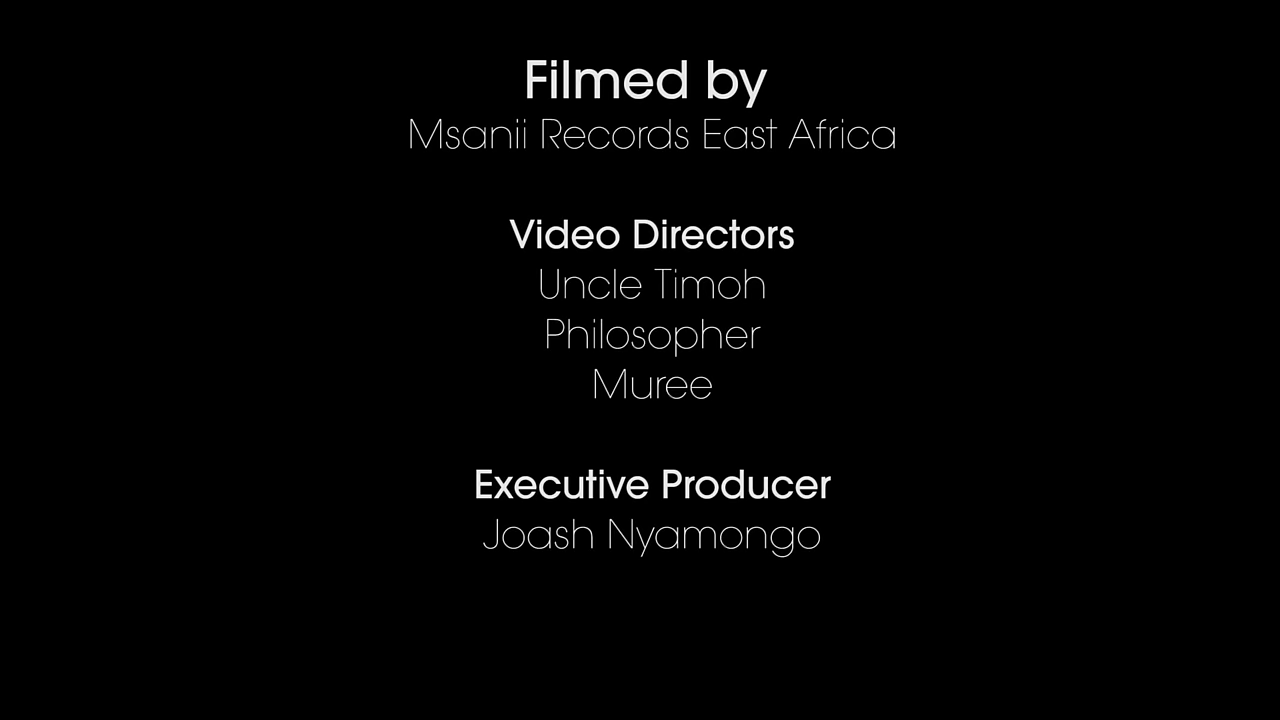 Filmed by
Msanii Records East Africa
Video Directors
Uncle Timoh
Philosopher
Muree
Executive Producer
Joash Nyamongo